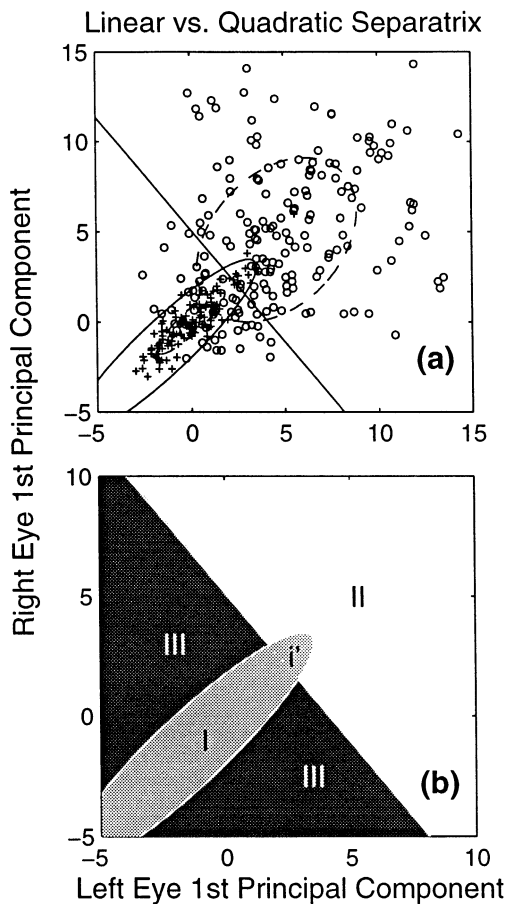 Linear vs. Quadratic Separatrix
Right Eye 1st Principal Component
15
10
5
0
−5
−5 0 5 10 15
(a)
10
5
0
−5
−5 0 5 10
II
III
i'
I
III
(b)
Left Eye 1st Principal Component